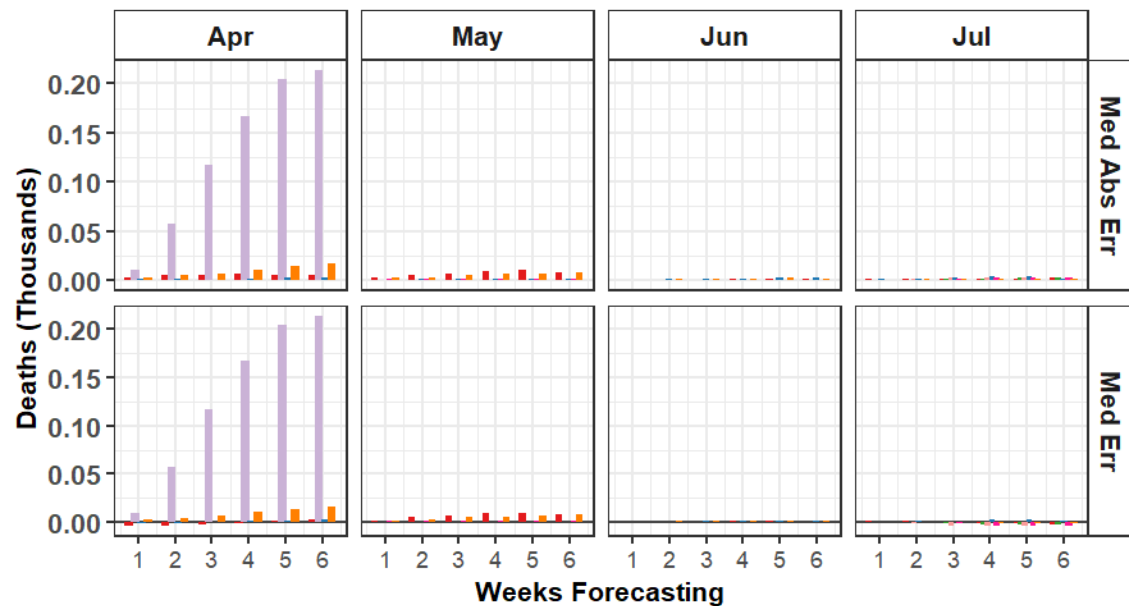 Apr May Jun Jul
0.20
0.15
0.10
0.05
0.00
Med Abs Err
0.20
0.15
0.10
0.05
0.00
Med Err
Deaths (Thousands)
1 2 3 4 5 6 1 2 3 4 5 6 1 2 3 4 5 6 1 2 3 4 5 6
Weeks Forecasting